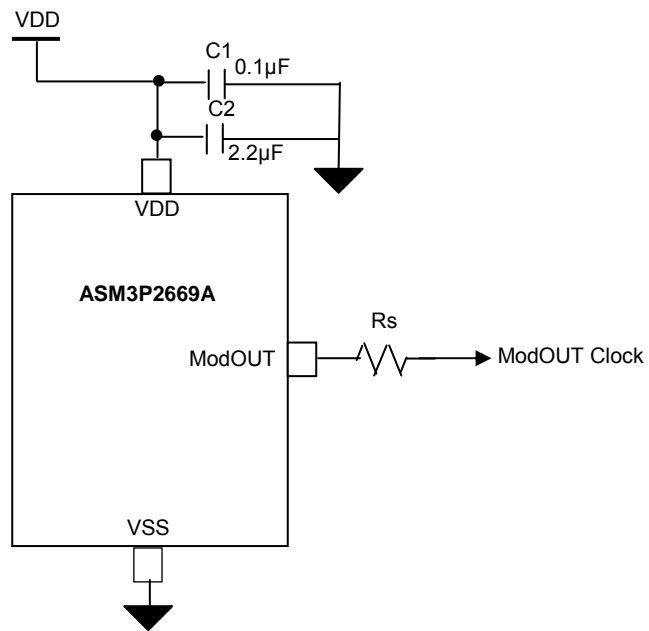 VDD
C1
0.1µF
C2
2.2µF
VDD
ASM3P2669A
Rs
ModOUT
ModOUT Clock
VSS